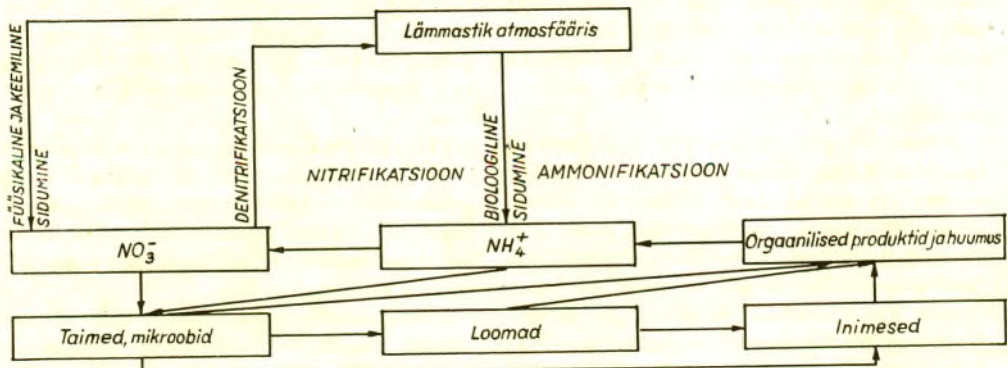 Lämmastik atmosfääris
FÜÜSIKALINE JA KEEMILINE
SIDUMINE
DENITRIFIKATSIOON
NITRIFIKATSIOON
BIOLOOGILINE
SIDUMINE
AMMONIFIKATSIOON
NO₃⁻
NH₄⁺
Orgaanilised produktid ja huumus
Taimed, mikroobid
Loomad
Inimesed